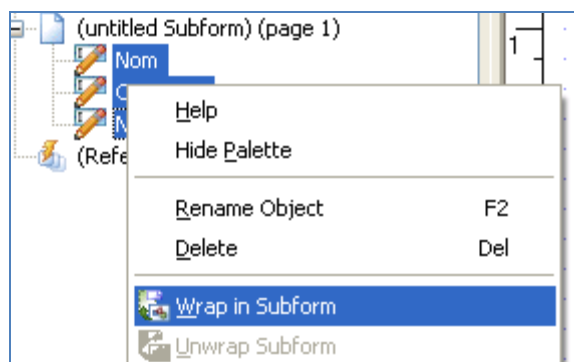 (untitled Subform) (page 1)
Nom
(Refe
Help
Hide Palette
Rename Object F2
Delete Del
Wrap in Subform
Unwrap Subform
1